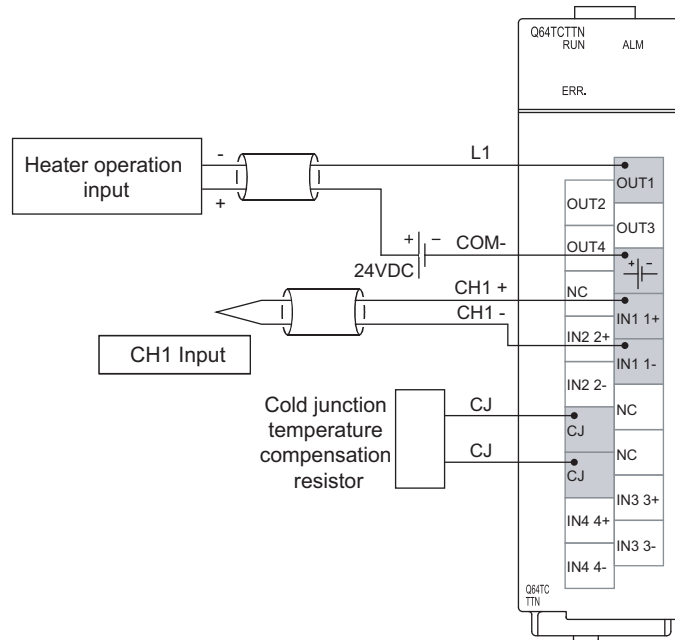 Q64TCTTN
RUN ALM
ERR.
Heater operation
input
-
+
L1
OUT1
OUT2
OUT3
+ -
24VDC
COM-
OUT4
+ -
CH1 +
NC
IN1 1+
CH1 -
CH1 Input
IN2 2+
IN1 1-
IN2 2-
NC
Cold junction
temperature
compensation
resistor
CJ
CJ
NC
CJ
CJ
IN3 3+
IN4 4+
IN3 3-
IN4 4-
Q64TC
TTN